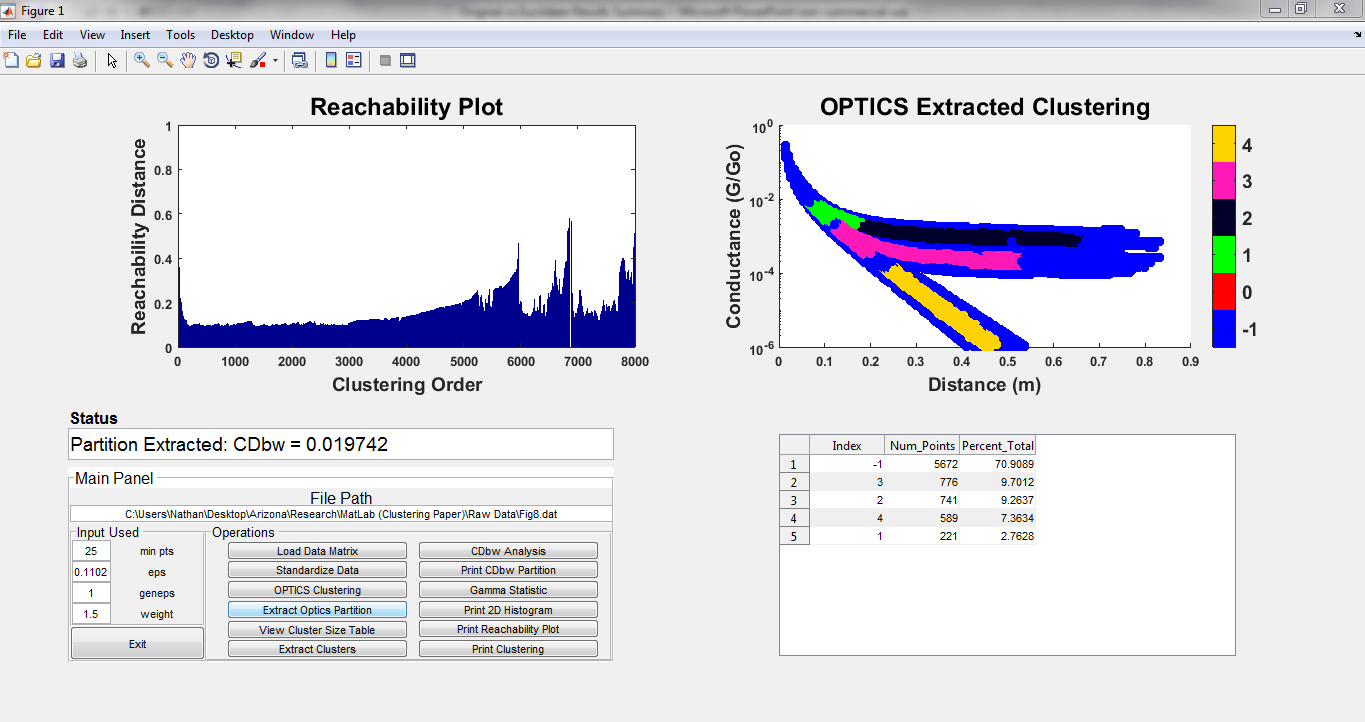 Figure 1
File Edit View Insert Tools Desktop Window Help
Reachability Plot
Reachability Distance
1
0.8
0.6
0.4
0.2
0
0 1000 2000 3000 4000 5000 6000 7000 8000
Clustering Order
OPTICS Extracted Clustering
Conductance (G/Go)
10^0
10^-2
10^-4
10^-6
0 0.1 0.2 0.3 0.4 0.5 0.6 0.7 0.8 0.9
Distance (m)
4
3
2
1
0
-1
Status
Partition Extracted: CDbw = 0.019742
Main Panel
File Path
C:\Users\Nathan\Desktop\Arizona\Research\MatLab (Clustering Paper)\Raw Data\Fig8.dat
Input Used
25 min pts
0.1102 eps
1 geneps
1.5 weight
Exit
Operations
Load Data Matrix CDbw Analysis
Standardize Data Print CDbw Partition
OPTICS Clustering Gamma Statistic
Extract Optics Partition Print 2D Histogram
View Cluster Size Table Print Reachability Plot
Extract Clusters Print Clustering
Index Num_Points Percent_Total
1 -1 5672 70.9089
2 3 776 9.7012
3 2 741 9.2637
4 4 589 7.3634
5 1 221 2.7628